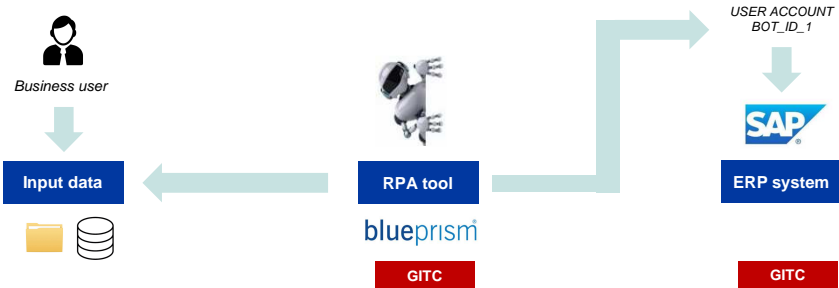 USER ACCOUNT
BOT_ID_1
Business user
SAP
Input data
RPA tool
ERP system
blueprism
GITC
GITC